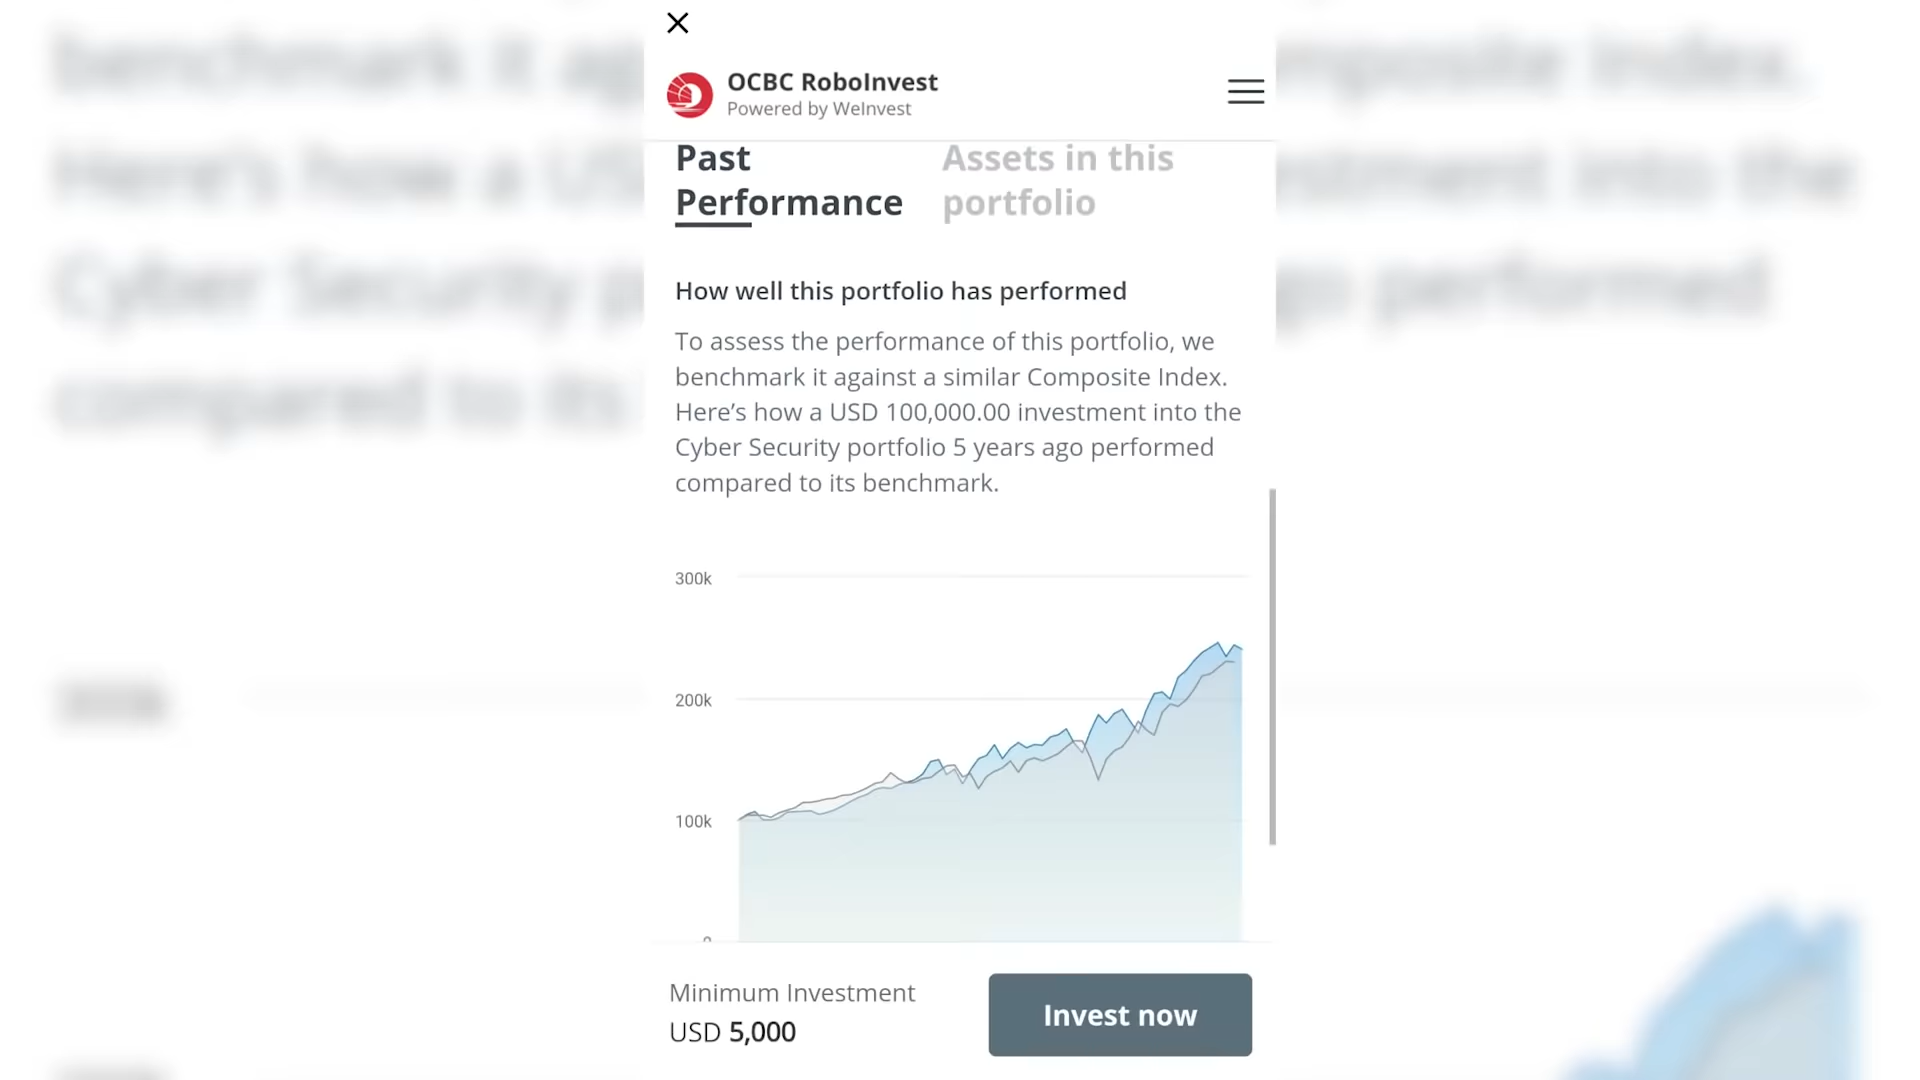 OCBC RoboInvest
Powered by WeInvest
Past
Performance
Assets in this
portfolio
How well this portfolio has performed
To assess the performance of this portfolio, we
benchmark it against a similar Composite Index.
Here’s how a USD 100,000.00 investment into the
Cyber Security portfolio 5 years ago performed
compared to its benchmark.
300k
200k
100k
0
Minimum Investment
USD 5,000
Invest now